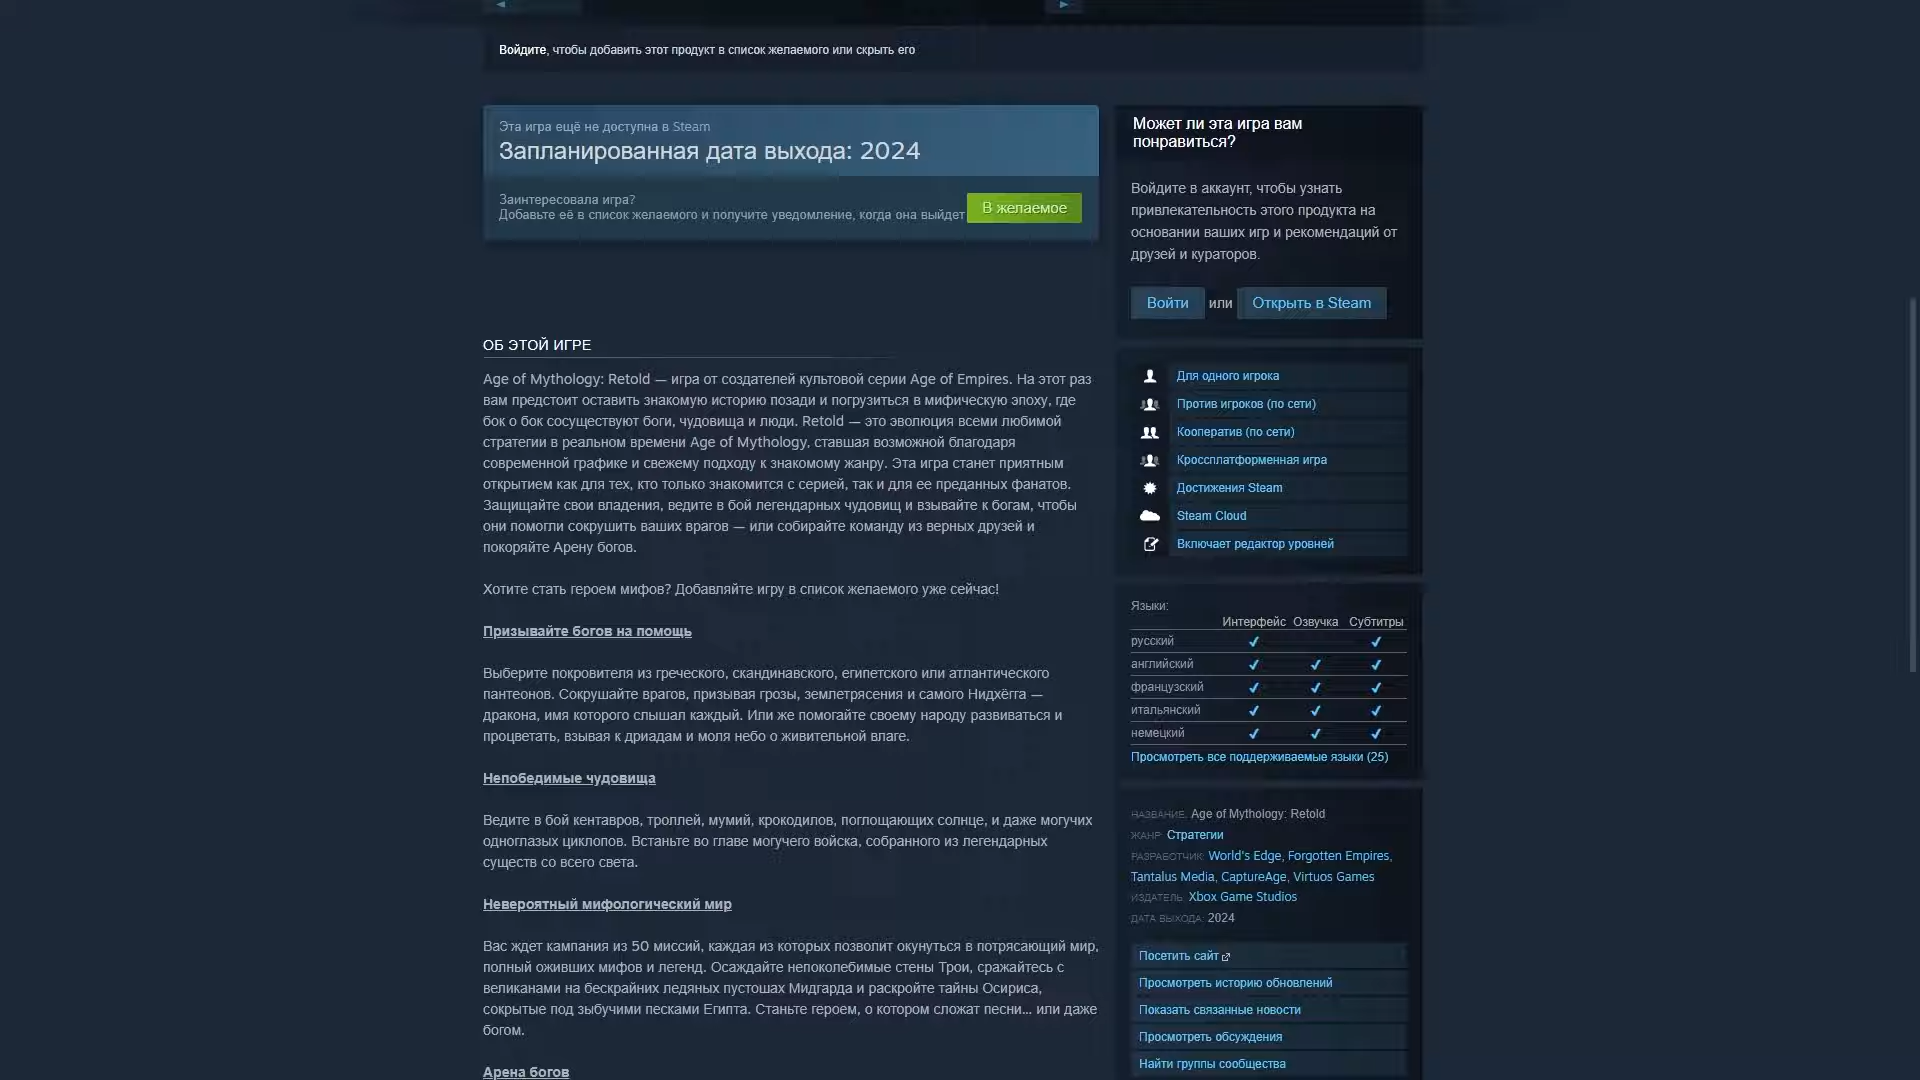 Войдите, чтобы добавить этот продукт в список желаемого или скрыть его
Эта игра ещё не доступна в Steam
Запланированная дата выхода: 2024
Заинтересовала игра?
Добавьте её в список желаемого и получите уведомление, когда она выйдет
В желаемое
ОБ ЭТОЙ ИГРЕ
Age of Mythology: Retold — игра от создателей культовой серии Age of Empires. На этот раз
вам предстоит оставить знакомую историю позади и погрузиться в мифическую эпоху, где
бок о бок сосуществуют боги, чудовища и люди. Retold — это эволюция всеми любимой
стратегии в реальном времени Age of Mythology, ставшая возможной благодаря
современной графике и свежему подходу к знакомому жанру. Эта игра станет приятным
открытием как для тех, кто только знакомится с серией, так и для ее преданных фанатов.
Защищайте свои владения, ведите в бой легендарных чудовищ и взывайте к богам, чтобы
они помогли сокрушить ваших врагов — или собирайте команду из верных друзей и
покоряйте Арену богов.
Хотите стать героем мифов? Добавляйте игру в список желаемого уже сейчас!
Призывайте богов на помощь
Выберите покровителя из греческого, скандинавского, египетского или атлантического
пантеонов. Сокрушайте врагов, призывая грозы, землетрясения и самого Нидхёгга —
дракона, имя которого слышал каждый. Или же помогайте своему народу развиваться и
процветать, взывая к дриадам и моля небо о живительной влаге.
Непобедимые чудовища
Ведите в бой кентавров, троллей, мумий, крокодилов, поглощающих солнце, и даже могучих
одноглазых циклопов. Встаньте во главе могучего войска, собранного из легендарных
существ со всего света.
Невероятный мифологический мир
Вас ждет кампания из 50 миссий, каждая из которых позволит окунуться в потрясающий мир,
полный оживших мифов и легенд. Осаждайте непоколебимые стены Трои, сражайтесь с
великанами на бескрайних ледяных пустошах Мидгарда и раскройте тайны Осириса,
сокрытые под зыбучими песками Египта. Станьте героем, о котором сложат песни... или даже
богом.
Арена богов
Может ли эта игра вам
понравиться?
Войдите в аккаунт, чтобы узнать
привлекательность этого продукта на
основании ваших игр и рекомендаций от
друзей и кураторов.
Войти или Открыть в Steam
Для одного игрока
Против игроков (по сети)
Кооператив (по сети)
Кроссплатформенная игра
Достижения Steam
Steam Cloud
Включает редактор уровней
Языки:
Интерфейс Озвучка Субтитры
русский
английский
французский
итальянский
немецкий
Просмотреть все поддерживаемые языки (25)
НАЗВАНИЕ: Age of Mythology: Retold
ЖАНР: Стратегии
РАЗРАБОТЧИК: World's Edge, Forgotten Empires,
Tantalus Media, CaptureAge, Virtuos Games
ИЗДАТЕЛЬ: Xbox Game Studios
ДАТА ВЫХОДА: 2024
Посетить сайт
Просмотреть историю обновлений
Показать связанные новости
Просмотреть обсуждения
Найти группы сообщества